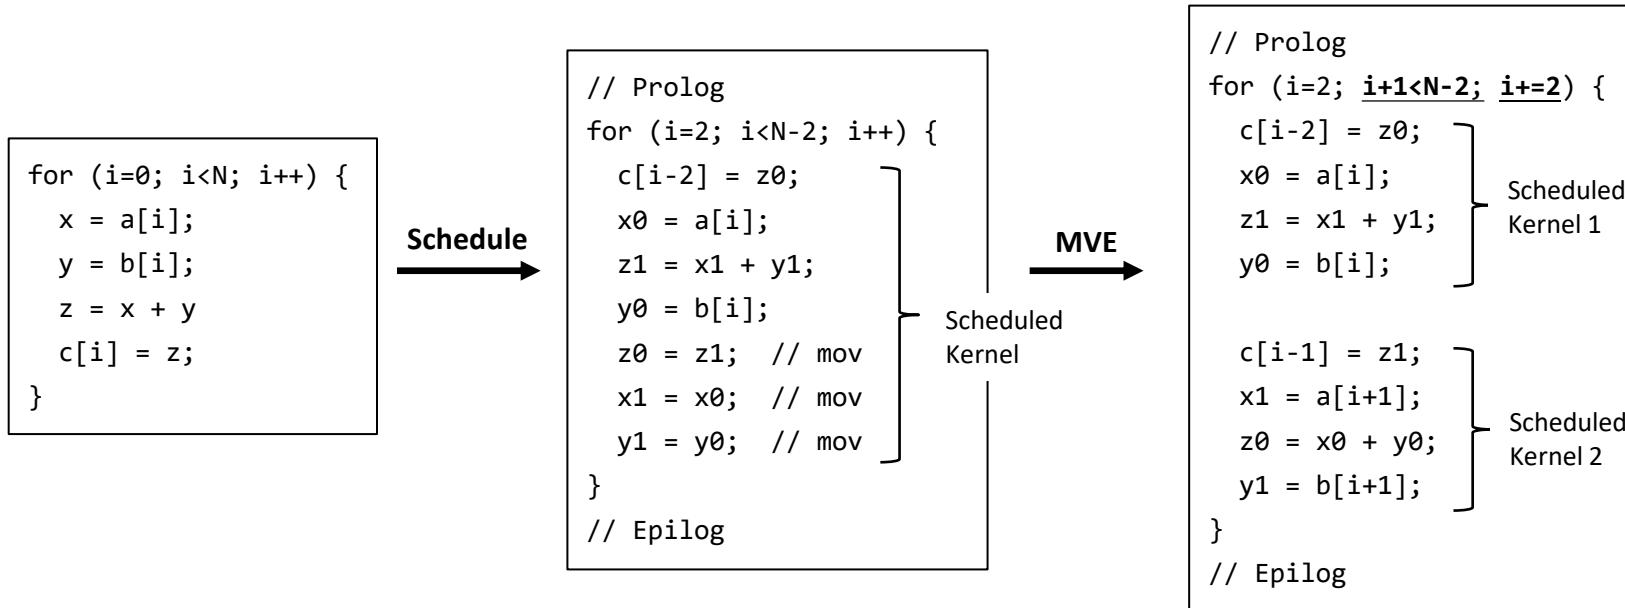 for (i=0; i<N; i++) {
x = a[i];
y = b[i];
z = x + y
c[i] = z;
}
Schedule
// Prolog
for (i=2; i<N-2; i++) {
c[i-2] = z0;
x0 = a[i];
z1 = x1 + y1;
y0 = b[i];
z0 = z1;  // mov
x1 = x0;  // mov
y1 = y0;  // mov
}
// Epilog
Scheduled
Kernel
MVE
// Prolog
for (i=2; i+1<N-2; i+=2) {
c[i-2] = z0;
x0 = a[i];
z1 = x1 + y1;
y0 = b[i];
Scheduled
Kernel 1
c[i-1] = z1;
x1 = a[i+1];
z0 = x0 + y0;
y1 = b[i+1];
Scheduled
Kernel 2
}
// Epilog